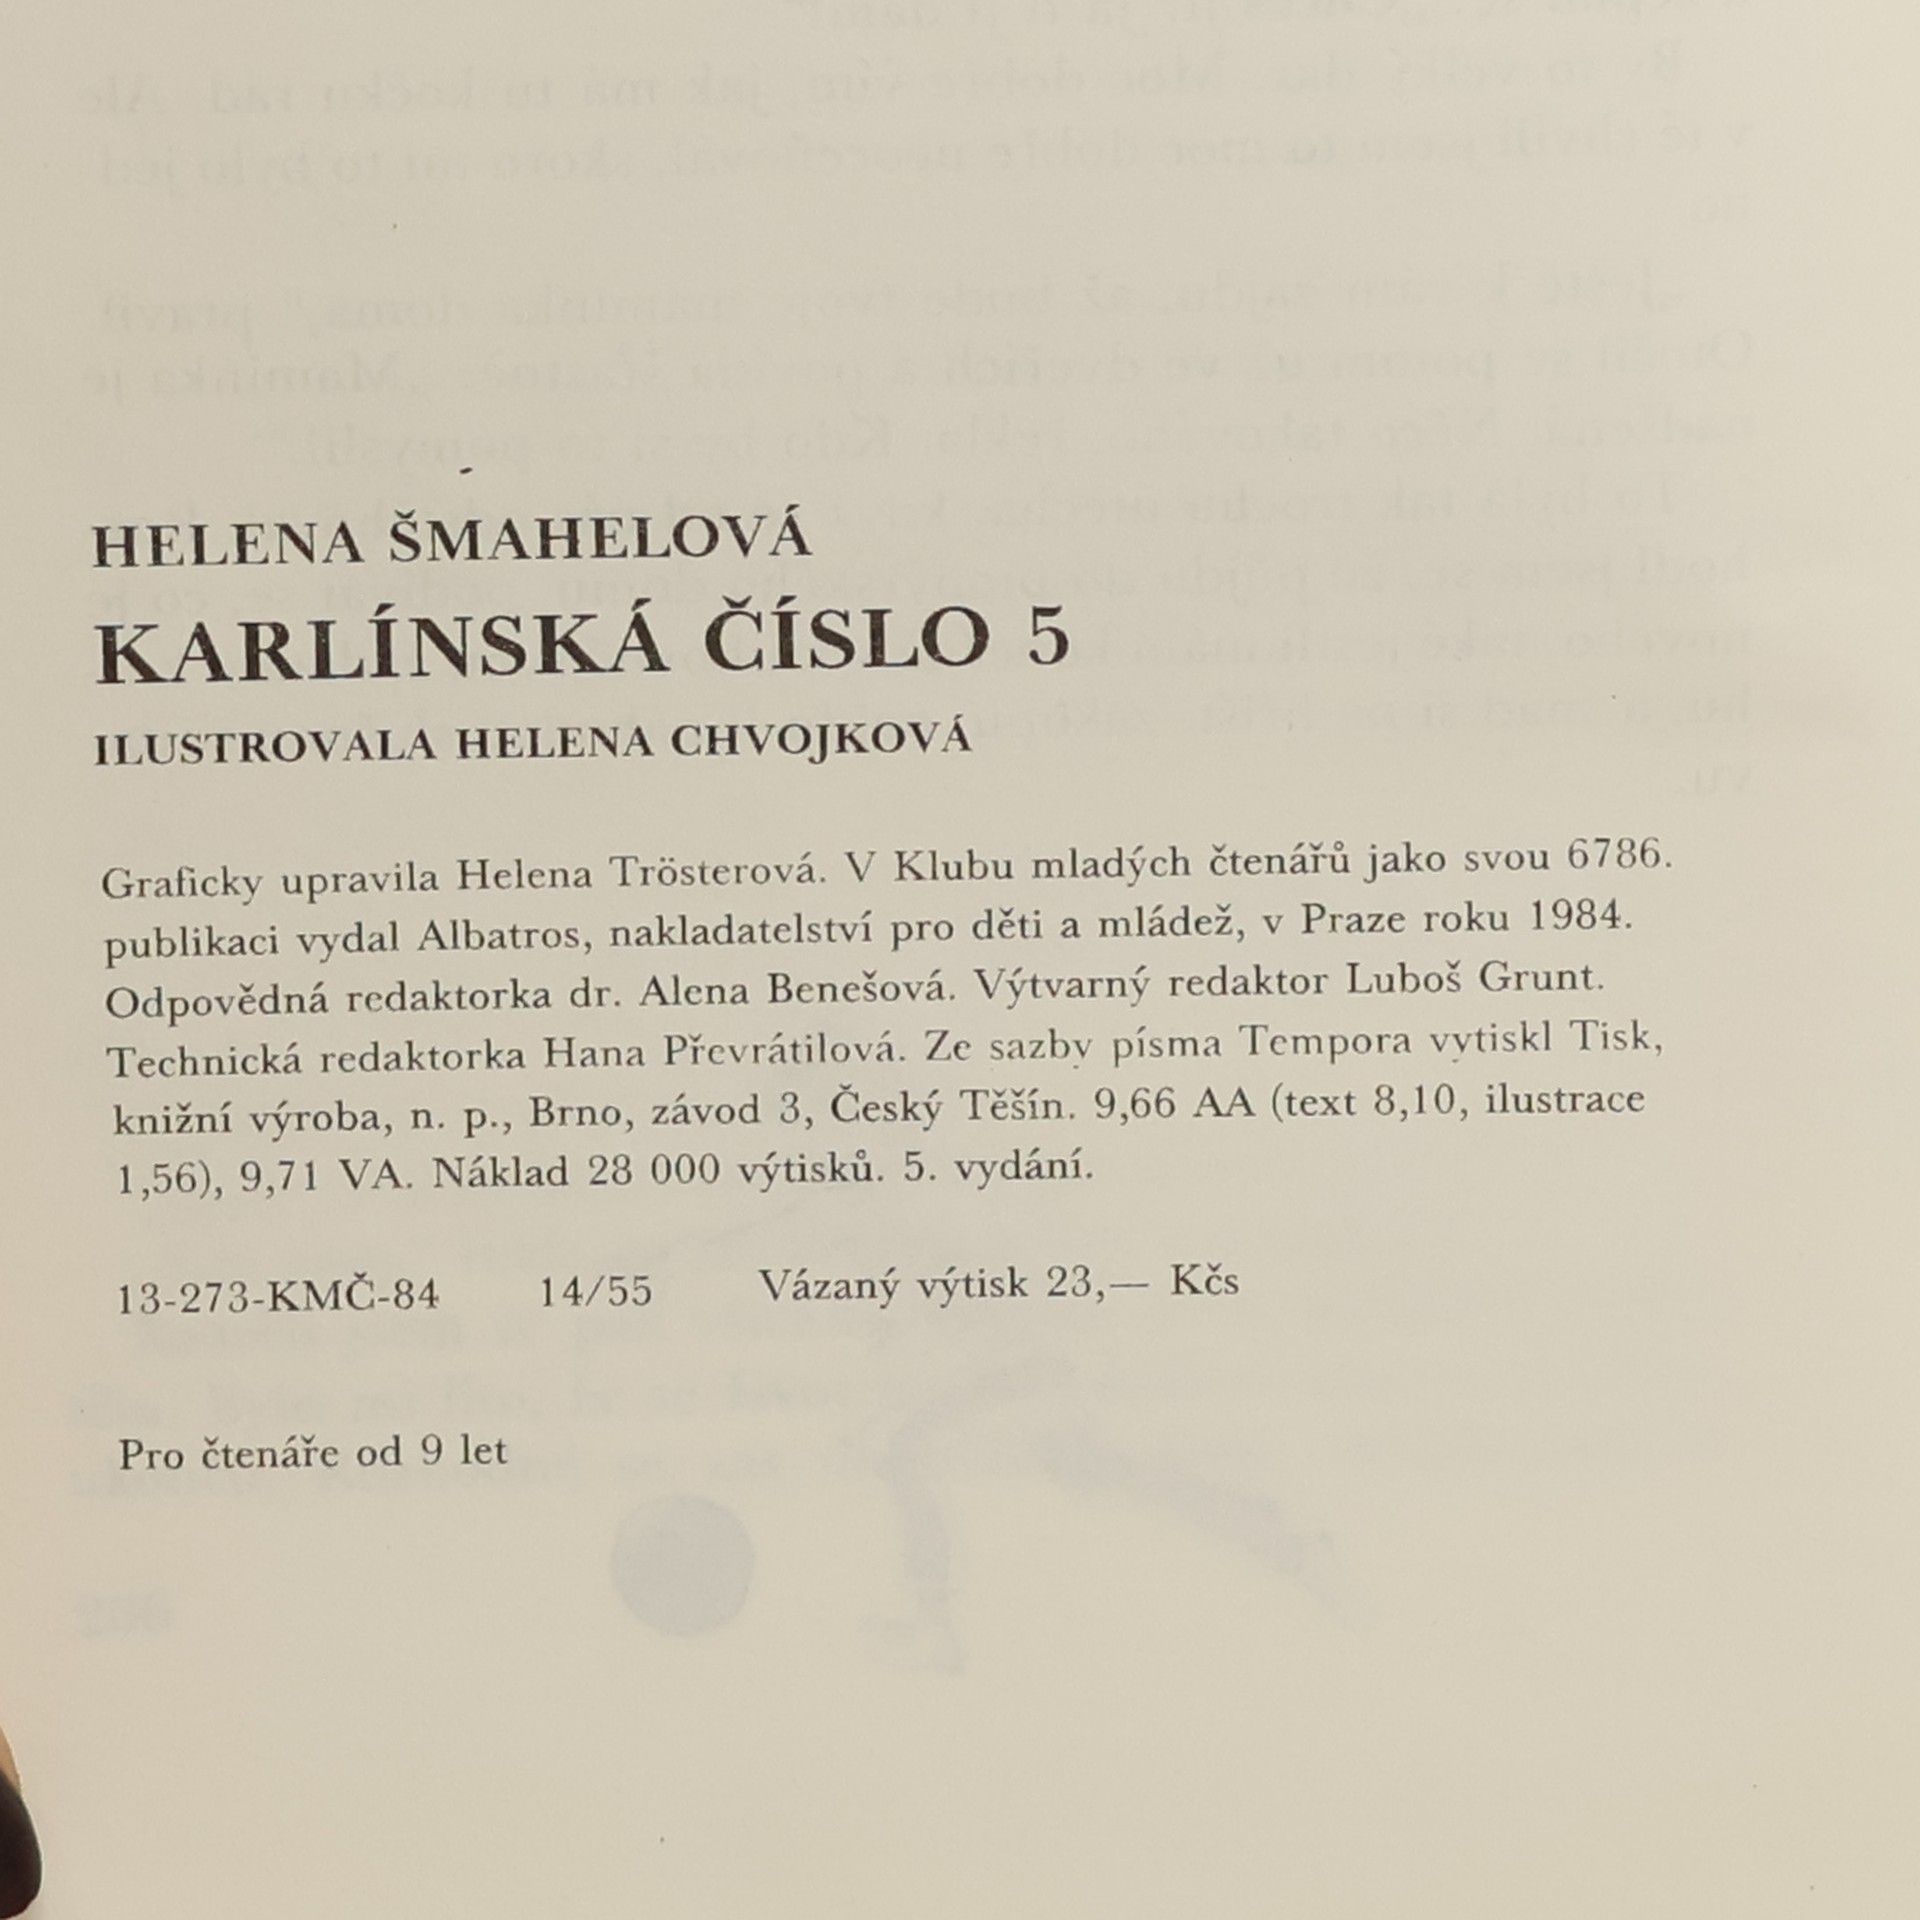 HELENA ŠMAHELOVÁ
KARLÍNSKÁ ČÍSLO 5
ILUSTROVALA HELENA CHVOJKOVÁ
Graficky upravila Helena Trösterová. V Klubu mladých čtenářů jako svou 6786.
publikaci vydal Albatros, nakladatelství pro děti a mládež, v Praze roku 1984.
Odpovědná redaktorka dr. Alena Benešová. Výtvarný redaktor Luboš Grunt.
Technická redaktorka Hana Převrátilová. Ze sazby písma Tempora vytiskl Tisk,
knižní výroba, n. p., Brno, závod 3, Český Těšín. 9,66 AA (text 8,10, ilustrace
1,56), 9,71 VA. Náklad 28 000 výtisků. 5. vydání.
13-273-KMČ-84 14/55 Vázaný výtisk 23,— Kčs
Pro čtenáře od 9 let